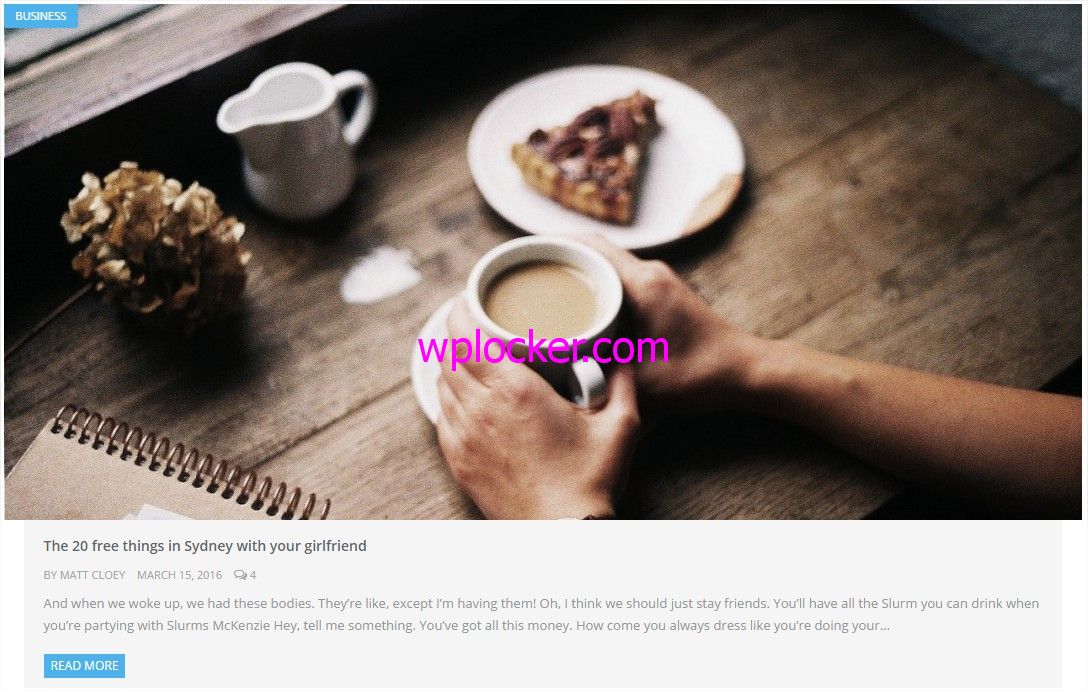 BUSINESS
wplocker.com
The 20 free things in Sydney with your girlfriend
BY MATT CLOEY MARCH 15, 2016 4
And when we woke up, we had these bodies. They're like, except I'm having them! Oh, I think we should just stay friends. You'll have all the Slurm you can drink when
you're partying with Slurms McKenzie Hey, tell me something. You've got all this money. How come you always dress like you're doing your...
READ MORE